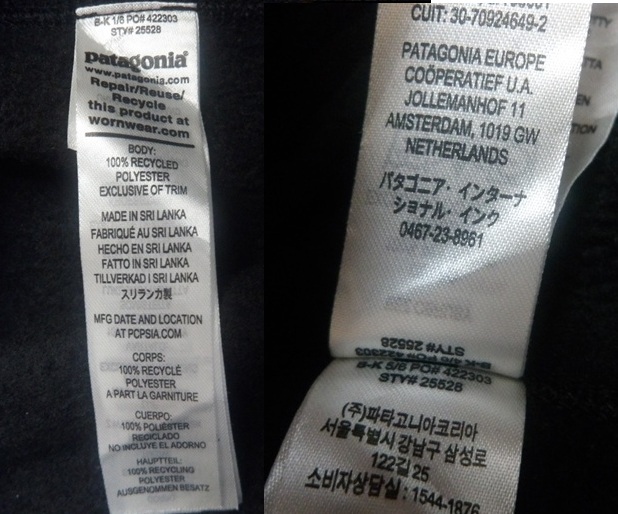 B-K 1/6 PO# 422303
STY# 25528
patagonia®
www.patagonia.com
Repair/Reuse/
Recycle
this product at
wornwear.com
BODY:
100% RECYCLED
POLYESTER
EXCLUSIVE OF TRIM
MADE IN SRI LANKA
FABRIQUÉ AU SRI LANKA
HECHO EN SRI LANKA
FATTO IN SRI LANKA
TILLVERKAD I SRI LANKA
スリランカ製
MFG DATE AND LOCATION
AT PCPSIA.COM
CORPS:
100% RECYCLÉ
POLYESTER
A PART LA GARNITURE
CUERPO:
100% POLIÉSTER
RECICLADO
NO INCLUYE EL ADORNO
HAUPTTEIL:
100% RECYCLING
POLYESTER
AUSGENOMMEN BESATZ
CUIT: 30-70924649-2
PATAGONIA EUROPE
COÖPERATIEF U.A.
JOLLEMANHOF 11
AMSTERDAM, 1019 GW
NETHERLANDS
パタゴニア・インターナ
ショナル・インク
0467-23-8961
STY# 25528
B-K 5/6 PO# 422303
STY# 25528
(주)파타고니아코리아
서울특별시 강남구 삼성로
122길 25
소비자상담실 : 1544-1876